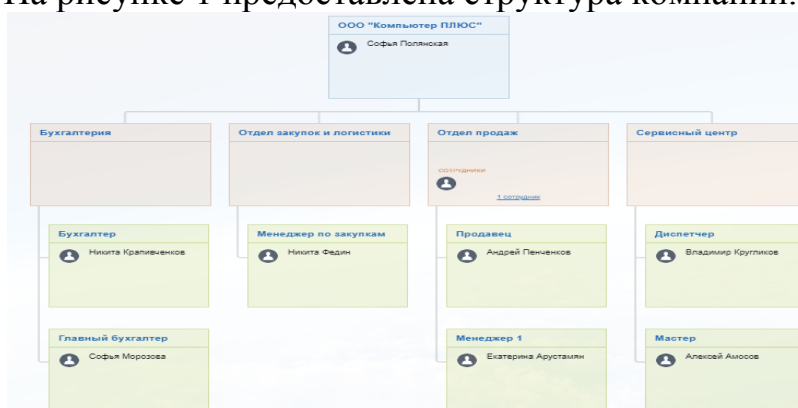 На рисунке 1 предоставлена структура компании.
ООО "Компьютер ПЛЮС"
Софья Полянская
Бухгалтерия
Отдел закупок и логистики
Отдел продаж
Сервисный центр
СОТРУДНИКИ
1 сотрудник
Бухгалтер
Никита Крапивченков
Менеджер по закупкам
Никита Федин
Продавец
Андрей Пенченков
Диспетчер
Владимир Кругликов
Главный бухгалтер
Софья Морозова
Менеджер 1
Екатерина Арустамян
Мастер
Алексей Амосов